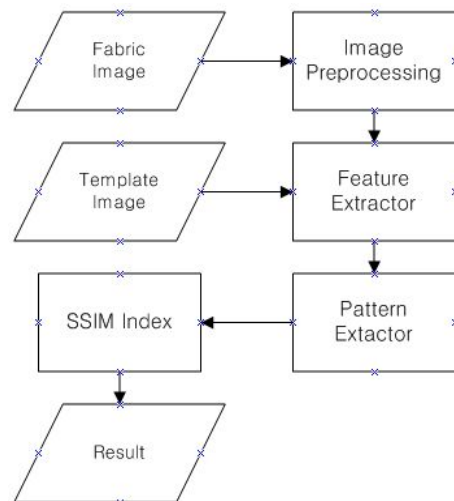 Fabric
Image
Image
Preprocessing
Template
Image
Feature
Extractor
SSIM Index
Pattern
Extactor
Result